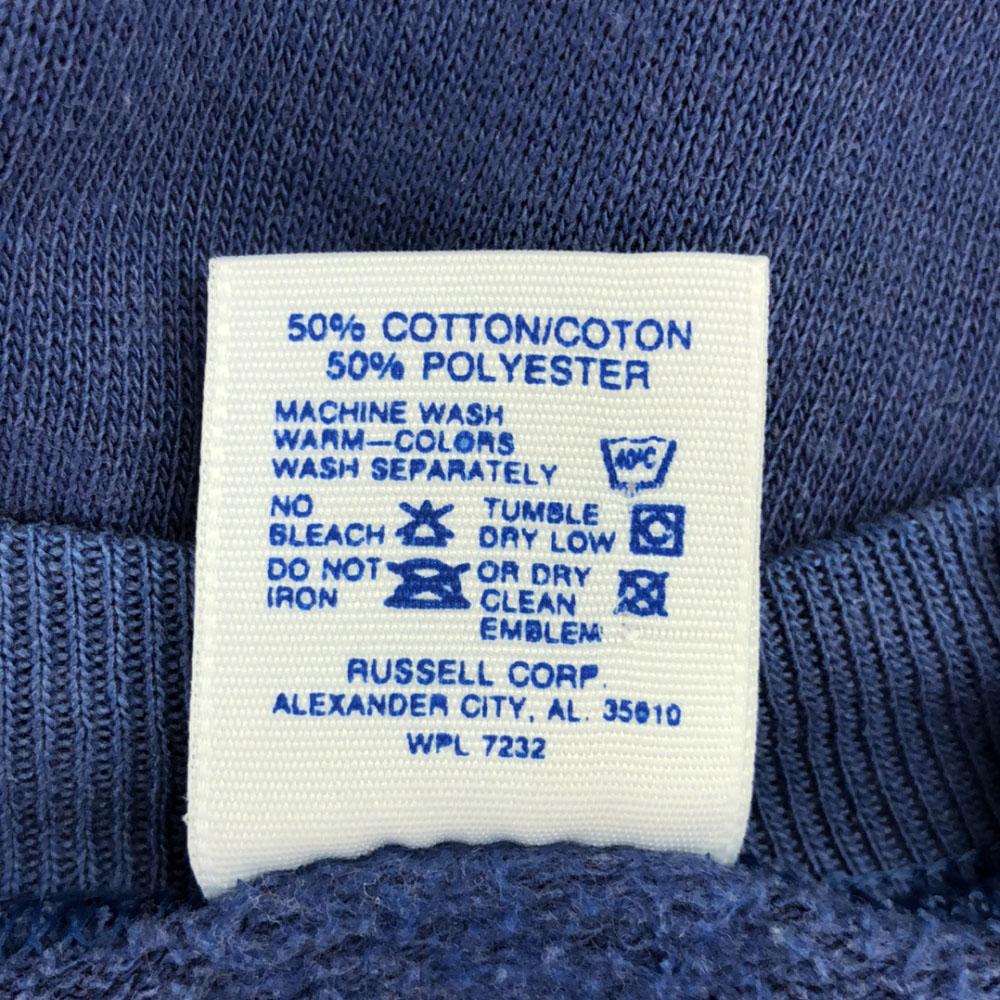 50% COTTON/COTON
50% POLYESTER
MACHINE WASH
WARM—COLORS
WASH SEPARATELY
40°C
NO
BLEACH
TUMBLE
DRY LOW
DO NOT
IRON
OR DRY
CLEAN
EMBLEM
RUSSELL CORP.
ALEXANDER CITY, AL. 35010
WPL 7232